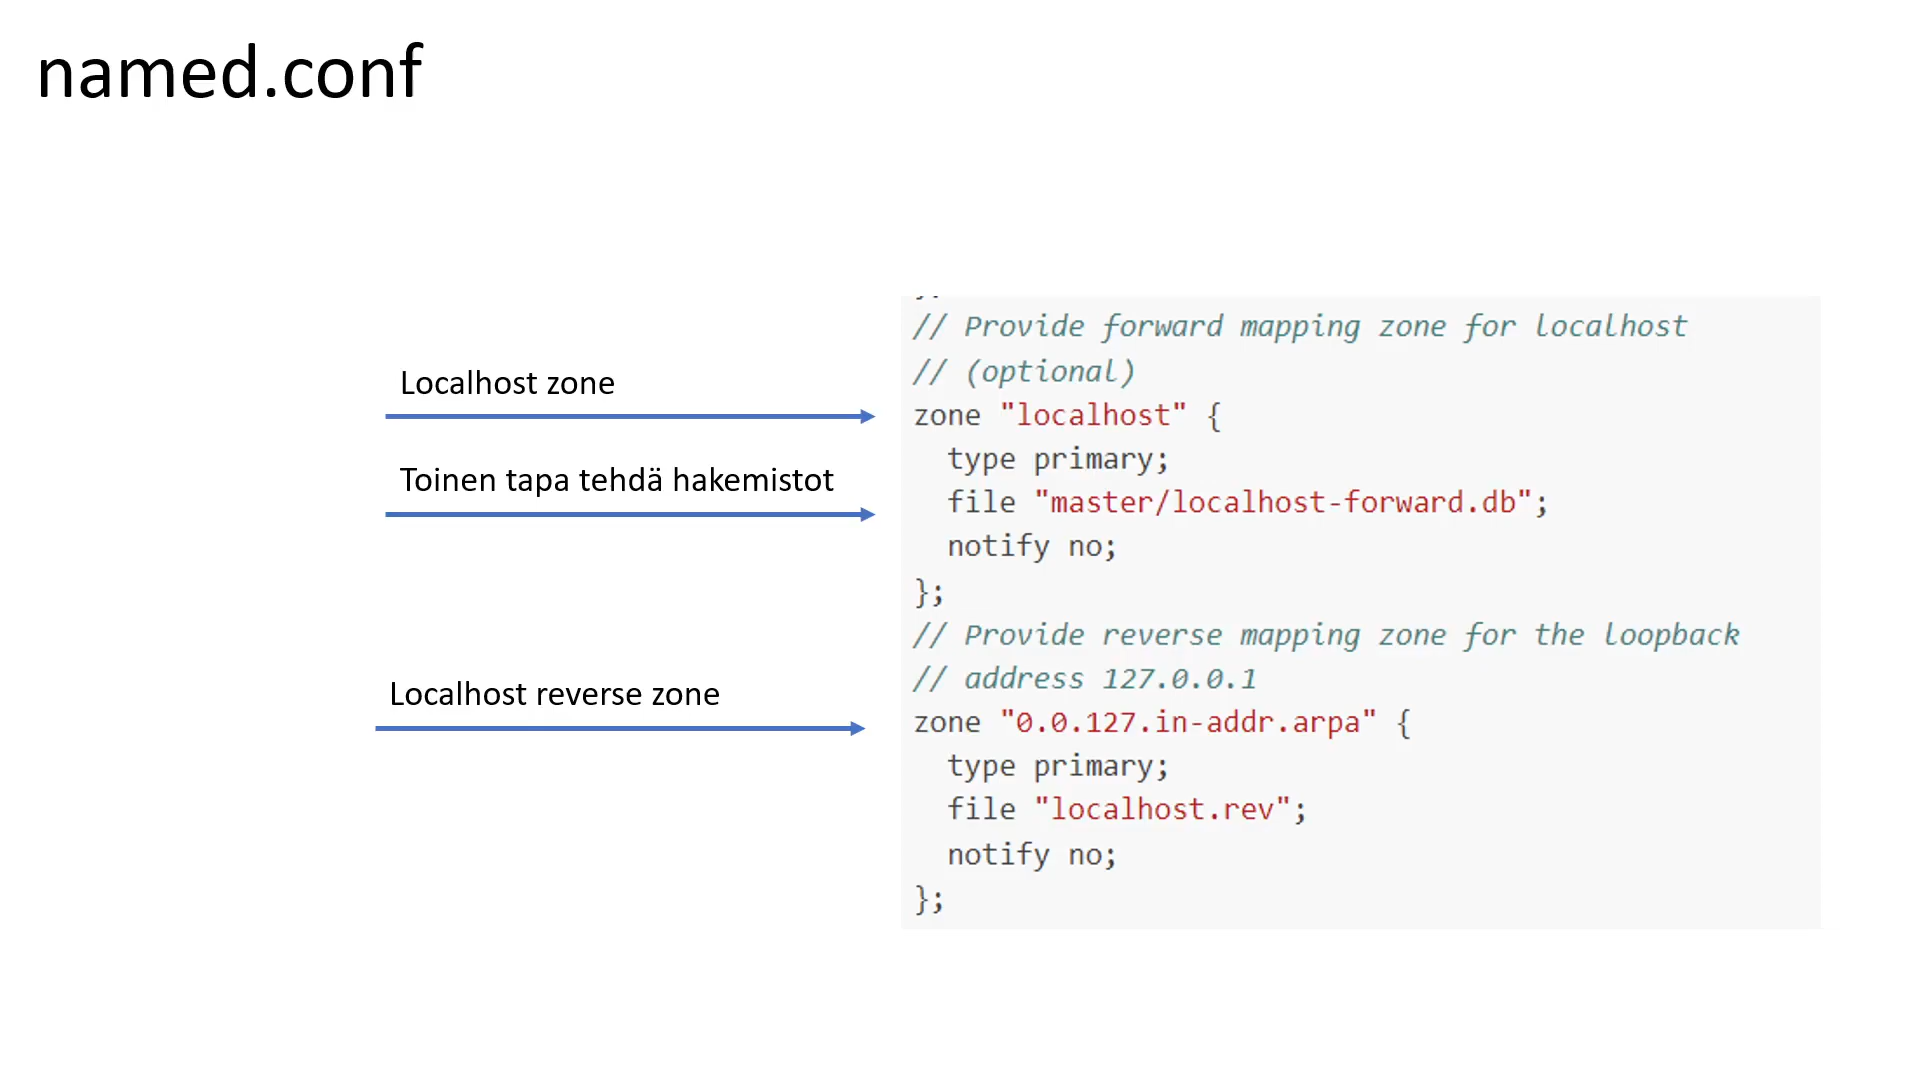 named.conf
Localhost zone
Toinen tapa tehdä hakemistot
Localhost reverse zone
// Provide forward mapping zone for localhost
// (optional)
zone "localhost" {
  type primary;
  file "master/localhost-forward.db";
  notify no;
};
// Provide reverse mapping zone for the loopback
// address 127.0.0.1
zone "0.0.127.in-addr.arpa" {
  type primary;
  file "localhost.rev";
  notify no;
};